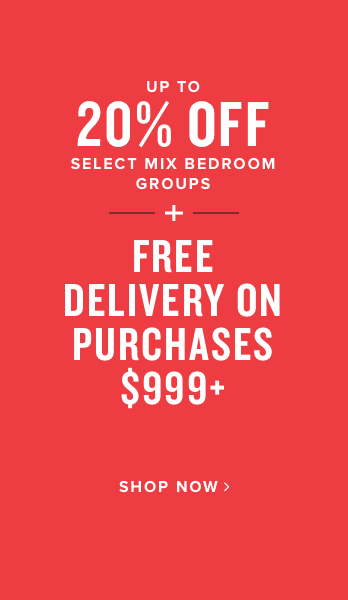 UP TO
20% OFF
SELECT MIX BEDROOM
GROUPS
+
FREE
DELIVERY ON
PURCHASES
$999+
SHOP NOW >